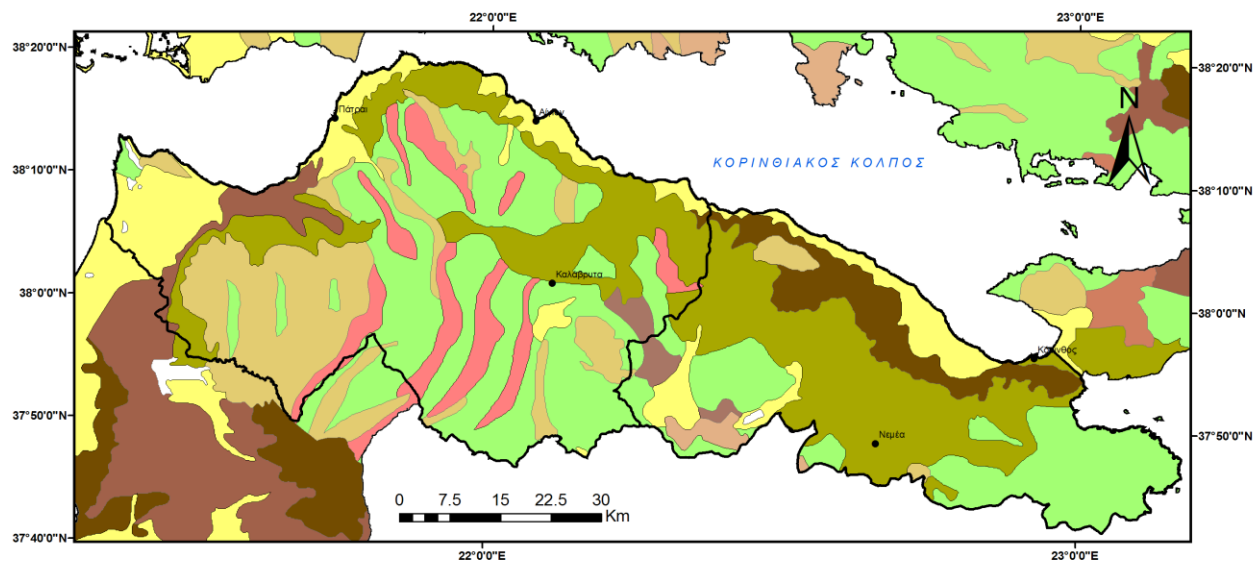 22°0'0"E 23°0'0"E
38°20'0"N 38°20'0"N
N
Πάτραι Αίγιον
ΚΟΡΙΝΘΙΑΚΟΣ ΚΟΛΠΟΣ
38°10'0"N 38°10'0"N
Καλάβρυτα
38°0'0"N 38°0'0"N
Κόρινθος
37°50'0"N 37°50'0"N
Νεμέα
0 7.5 15 22.5 30
Km
37°40'0"N
22°0'0"E 23°0'0"E